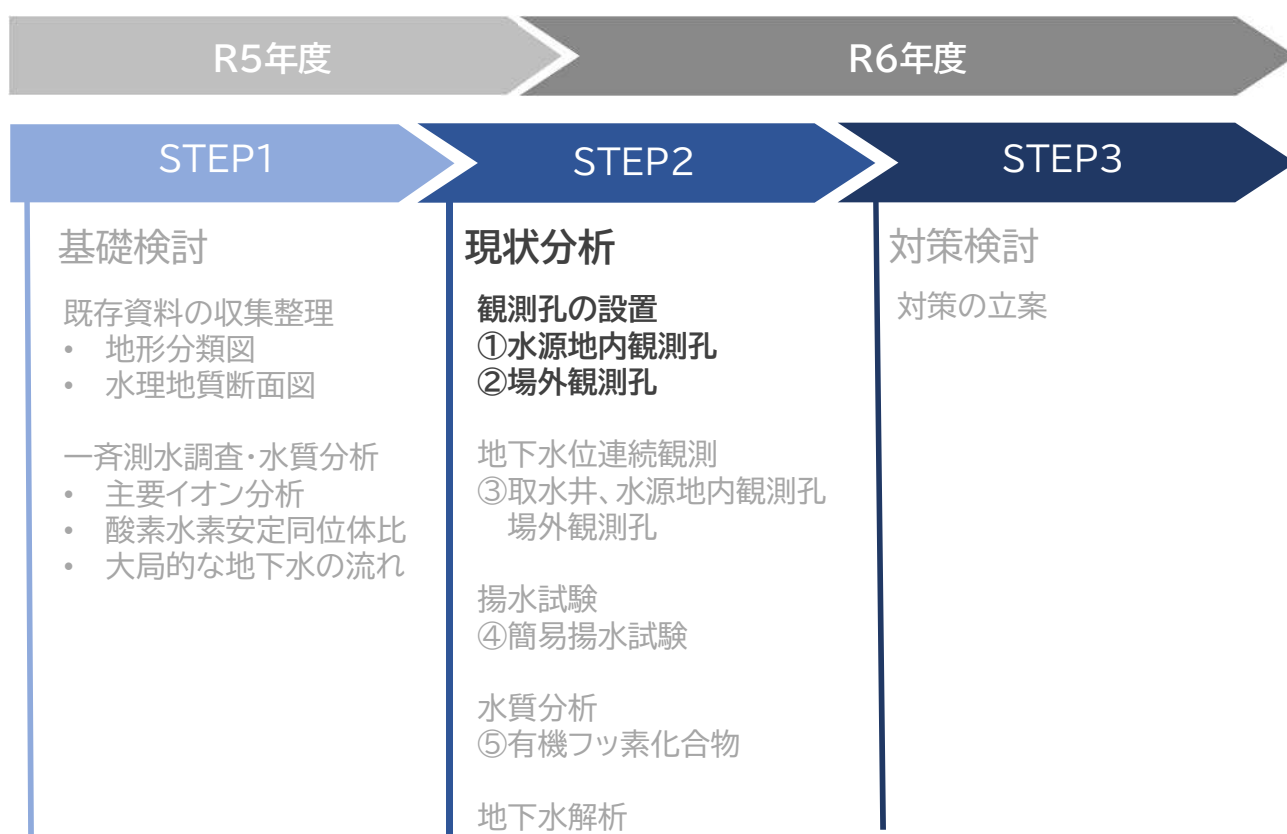 R5年度
R6年度
STEP1
STEP2
STEP3
基礎検討
既存資料の収集整理
• 地形分類図
• 水理地質断面図
一斉測水調査・水質分析
• 主要イオン分析
• 酸素水素安定同位体比
• 大局的な地下水の流れ
現状分析
観測孔の設置
①水源地内観測孔
②場外観測孔
地下水位連続観測
③取水井、水源地内観測孔
場外観測孔
揚水試験
④簡易揚水試験
水質分析
⑤有機フッ素化合物
地下水解析
対策検討
対策の立案